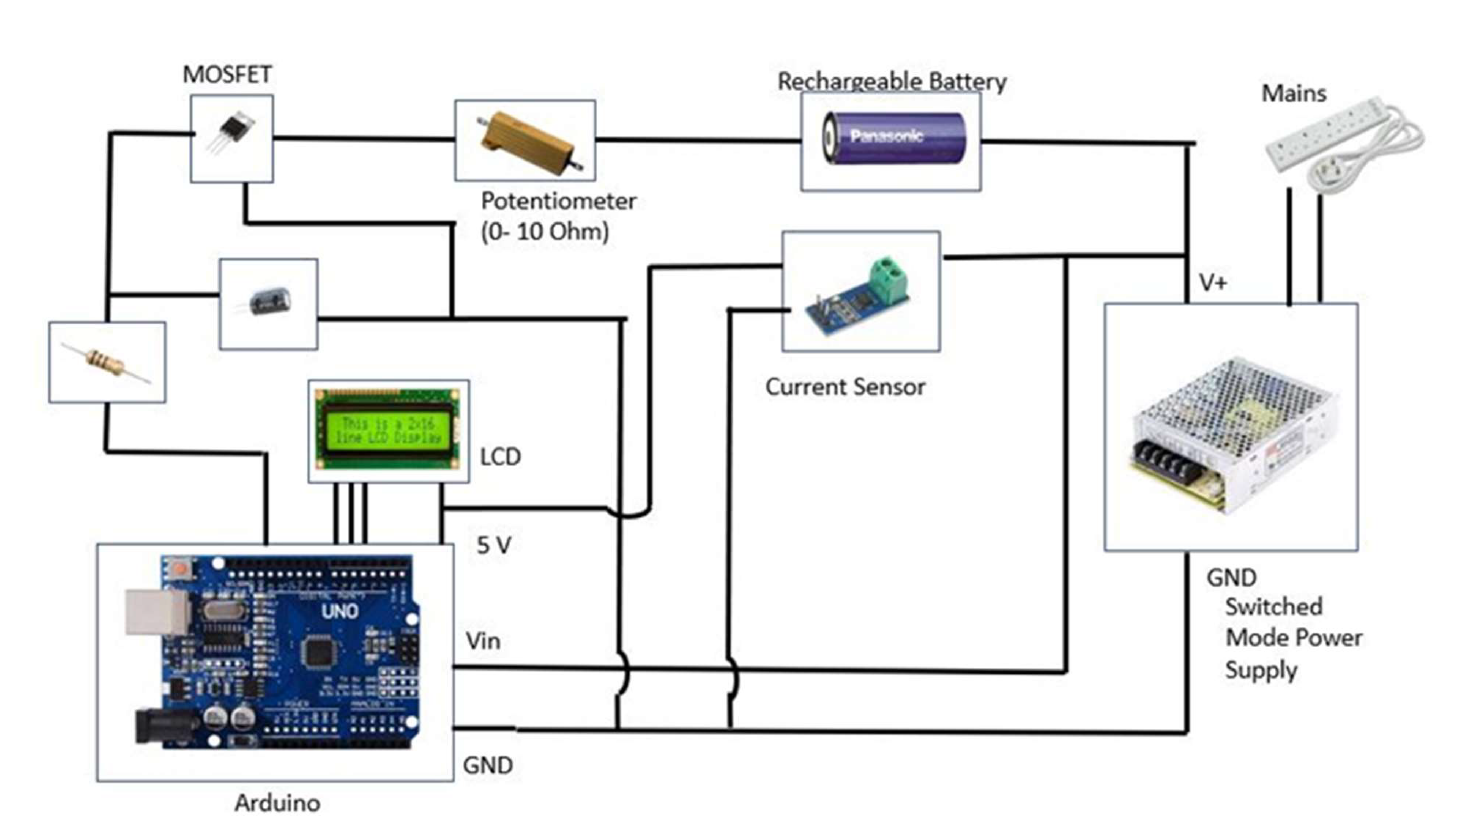 MOSFET
Rechargeable Battery
Mains
Panasonic
Potentiometer
(0- 10 Ohm)
V+
Current Sensor
This is a 2x16
line LCD Display
LCD
5 V
UNO
Vin
GND
Switched
Mode Power
Supply
GND
Arduino